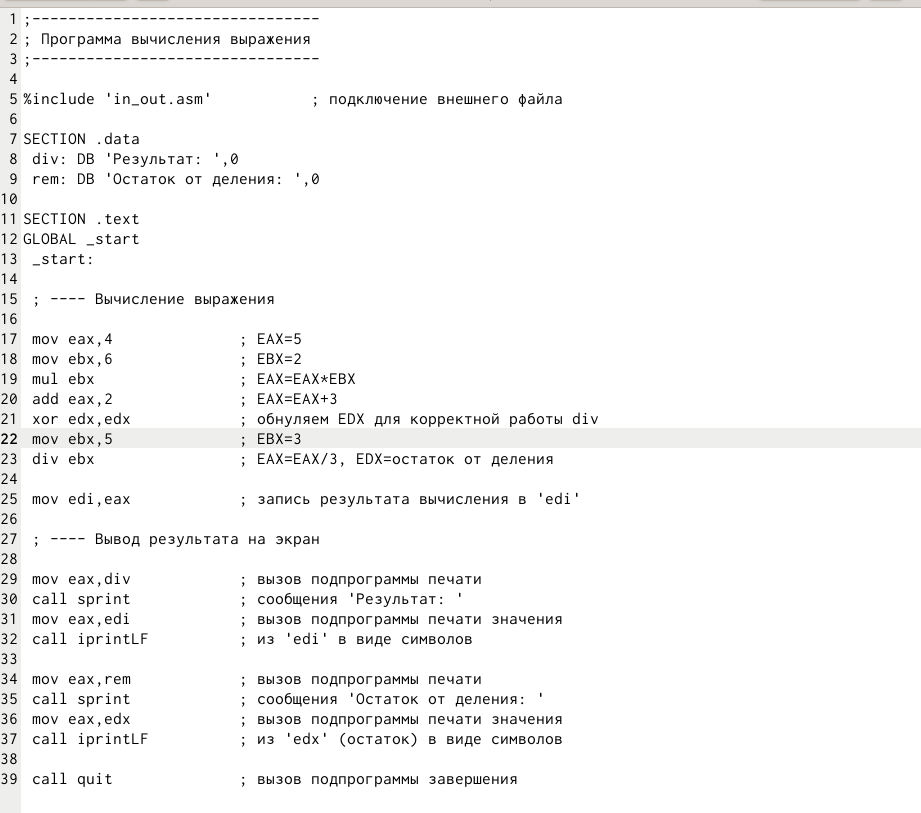 1 ;--------------------------------
2 ; Программа вычисления выражения
3 ;--------------------------------
4
5 %include 'in_out.asm'           ; подключение внешнего файла
6
7 SECTION .data
8  div: DB 'Результат: ',0
9  rem: DB 'Остаток от деления: ',0
10
11 SECTION .text
12 GLOBAL _start
13  _start:
14
15  ; ---- Вычисление выражения
16
17  mov eax,4              ; EAX=5
18  mov ebx,6              ; EBX=2
19  mul ebx                ; EAX=EAX*EBX
20  add eax,2              ; EAX=EAX+3
21  xor edx,edx            ; обнуляем EDX для корректной работы div
22  mov ebx,5              ; EBX=3
23  div ebx                ; EAX=EAX/3, EDX=остаток от деления
24
25  mov edi,eax            ; запись результата вычисления в 'edi'
26
27  ; ---- Вывод результата на экран
28
29  mov eax,div            ; вызов подпрограммы печати
30  call sprint            ; сообщения 'Результат: '
31  mov eax,edi            ; вызов подпрограммы печати значения
32  call iprintLF          ; из 'edi' в виде символов
33
34  mov eax,rem            ; вызов подпрограммы печати
35  call sprint            ; сообщения 'Остаток от деления: '
36  mov eax,edx            ; вызов подпрограммы печати значения
37  call iprintLF          ; из 'edx' (остаток) в виде символов
38
39  call quit              ; вызов подпрограммы завершения